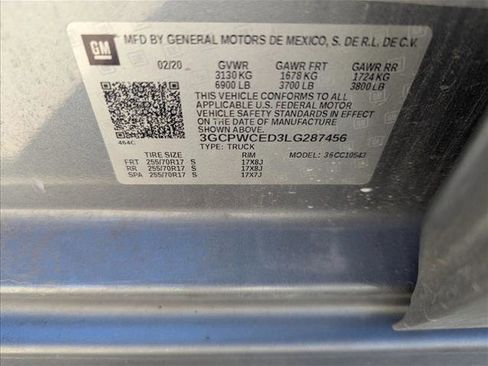 GM MFD BY GENERAL MOTORS DE MEXICO, S. DE R.L. DE C.V.
02/20 GVWR GAWR FRT GAWR RR
3130 KG 1678 KG 1724 KG
6900 LB 3700 LB 3800 LB
THIS VEHICLE CONFORMS TO ALL APPLICABLE
U.S. FEDERAL MOTOR VEHICLE SAFETY STANDARDS IN EFFECT
ON THE DATE OF MANUFACTURE SHOWN ABOVE.
464C 3GCPWCED3LG287456
TYPE: TRUCK MODEL:
TIRE SIZE RIM
FRT 255/70R17 S 17X8J
RR 255/70R17 S 17X8J
SPA 255/70R17 S 17X7J